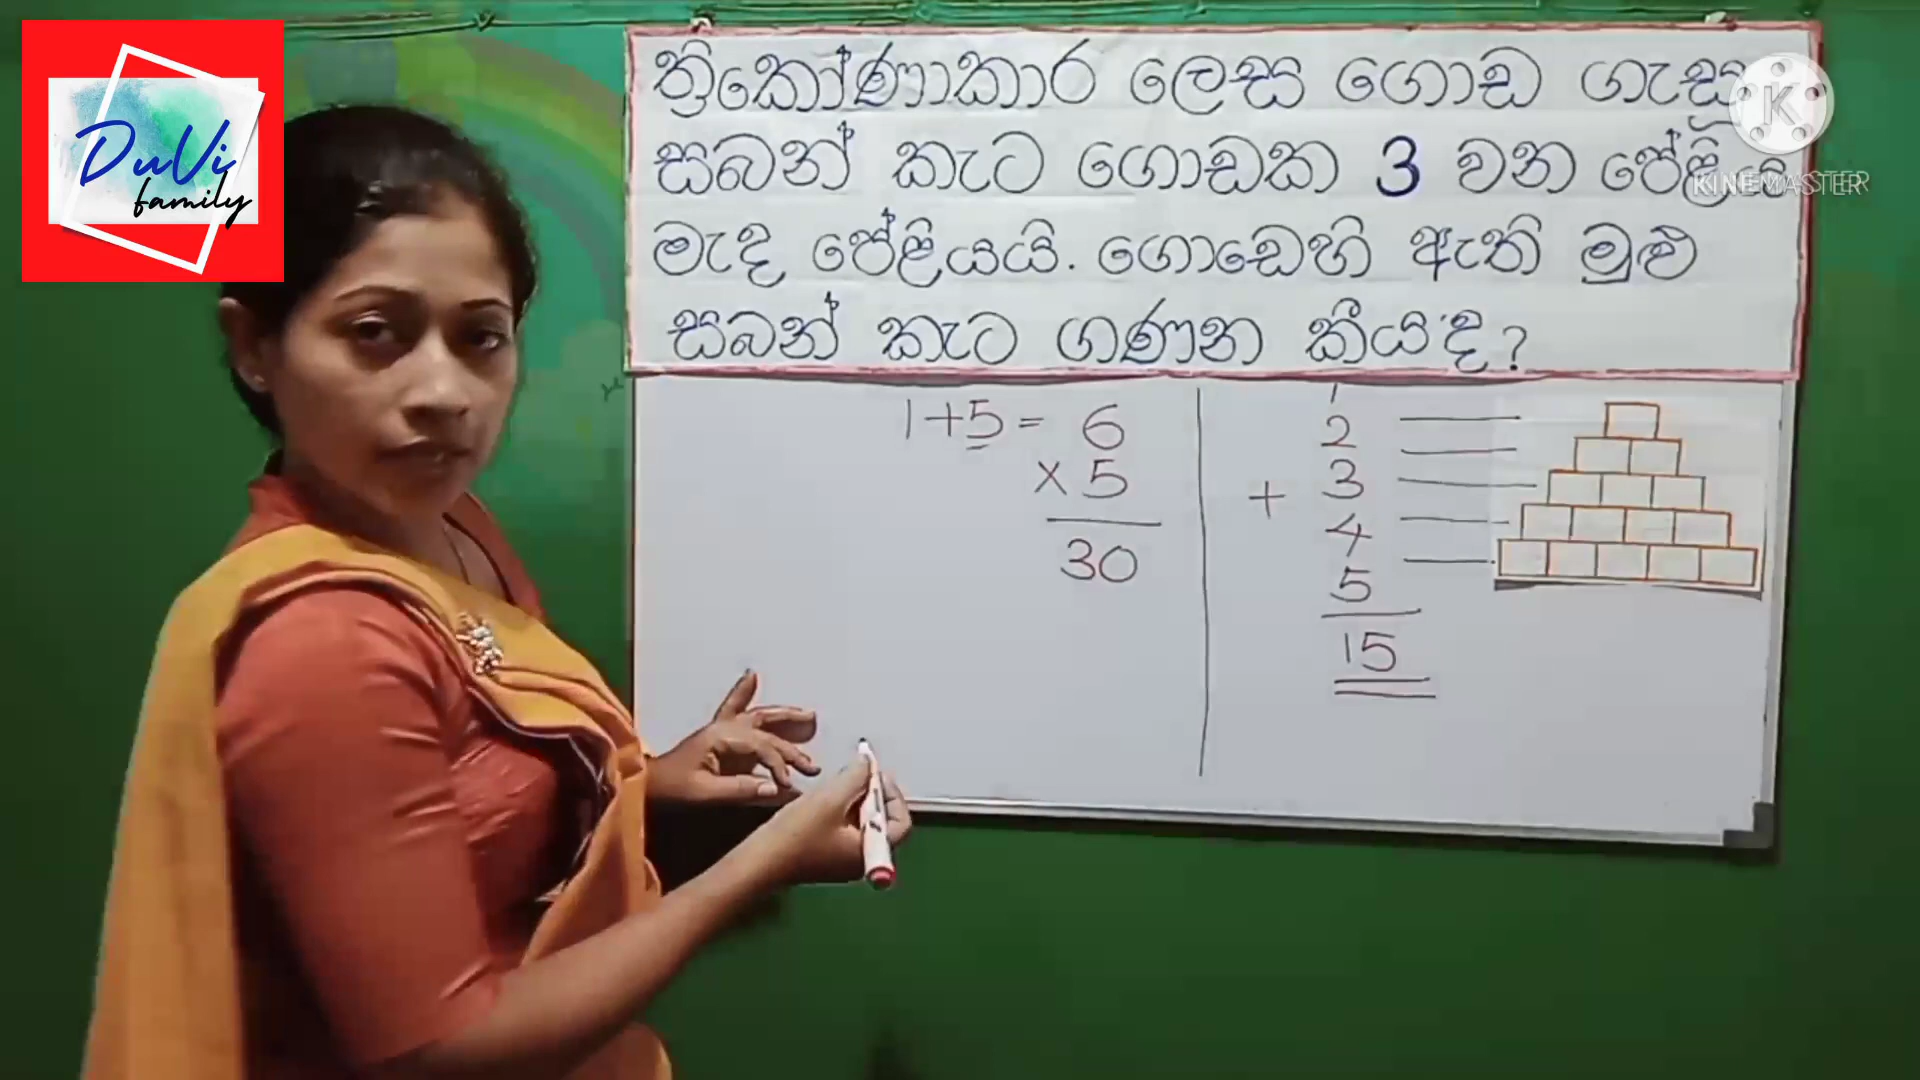 DuVi
family
ත්‍රිකෝණාකාර ලෙස ගොඩ ගැසූ
සබන් කැට ගොඩක 3 වන පේළිය
මැද පේළියයි. ගොඩෙහි ඇති මුළු
සබන් කැට ගණන කීය ද?
K
KINEMASTER
1+5= 6
× 5
30
1
2
+ 3
4
5
15